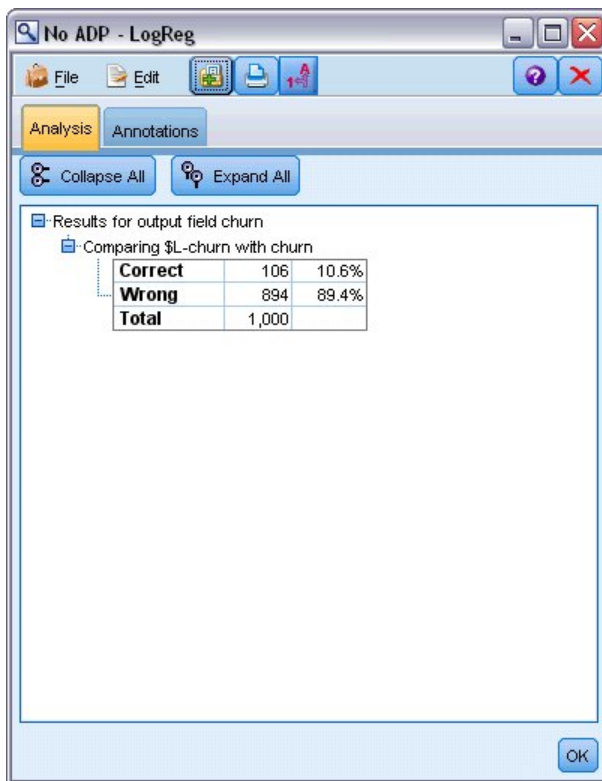 No ADP - LogReg
File Edit
Analysis Annotations
Collapse All Expand All
Results for output field churn
Comparing $L-churn with churn
Correct 106 10.6%
Wrong 894 89.4%
Total 1,000
OK